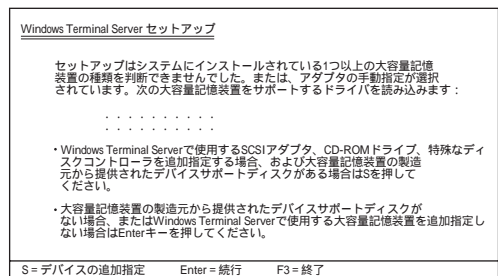 Windows Terminal Server セットアップ
セットアップはシステムにインストールされている1つ以上の大容量記憶
装置の種類を判断できませんでした。または、アダプタの手動指定が選択
されています。次の大容量記憶装置をサポートするドライバを読み込みます：
. . . . . . . . . .
. . . . . . . . . .
・Windows Terminal Serverで使用するSCSIアダプタ、CD-ROMドライブ、特殊なディ
スクコントローラを追加指定する場合、および大容量記憶装置の製造
元から提供されたデバイスサポートディスクがある場合はSを押して
ください。
・大容量記憶装置の製造元から提供されたデバイスサポートディスクが
ない場合、またはWindows Terminal Serverで使用する大容量記憶装置を追加指定し
ない場合はEnterキーを押してください。
S = デバイスの追加指定 Enter = 続行 F3 = 終了